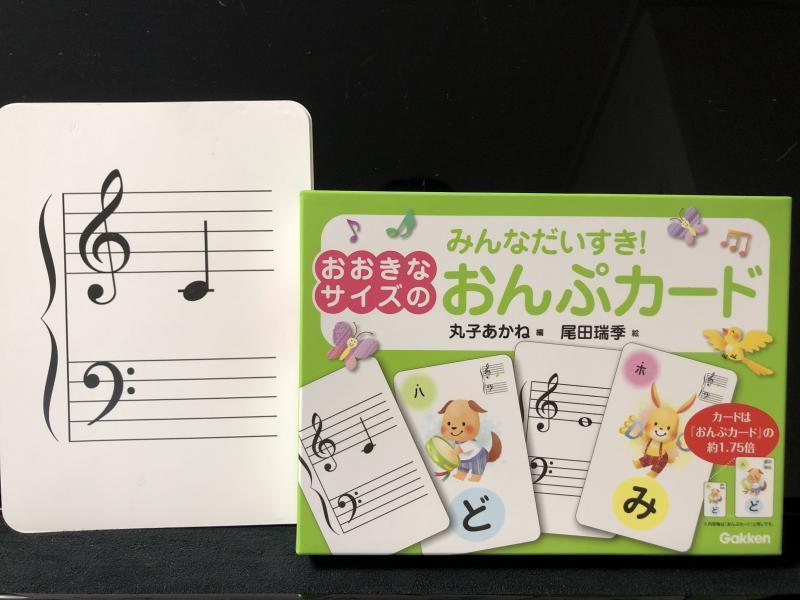 みんなだいすき!
おおきな
サイズの
おんぷカード
丸子あかね 編 尾田瑞季 絵
ハ
ど
ホ
み
カードは
『おんぷカード』の
約1.75倍
ど
ど
Gakken